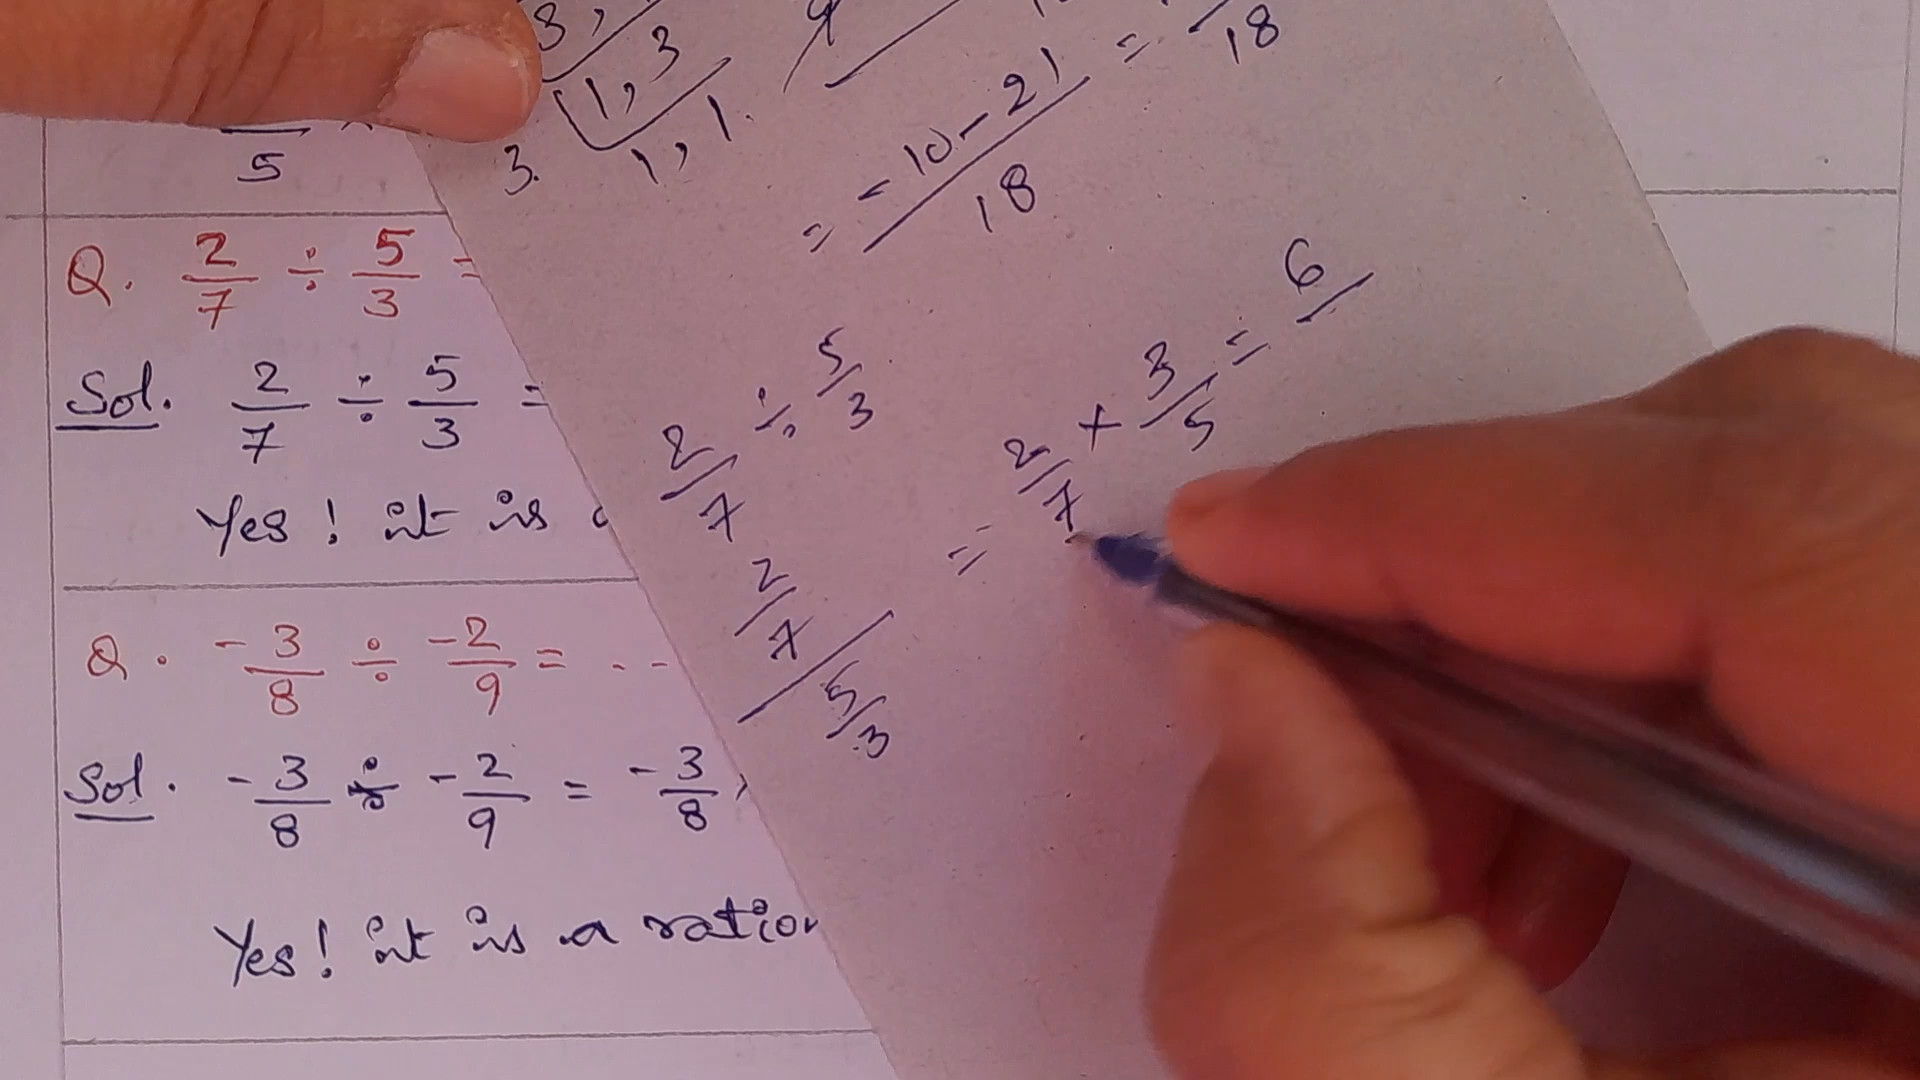 5
Q. 2/7 ÷ 5/3 =
Sol. 2/7 ÷ 5/3 =
Yes! it is
Q. -3/8 ÷ -2/9 = . - -
Sol. -3/8 ÷ -2/9 = -3/8
Yes! it is a ration
3,
1, 3
3. 1, 1.
= -10-21/18 = /18
2/7 ÷ 5/3
2/7 / 5/3
= 2/7 × 3/5 = 6/